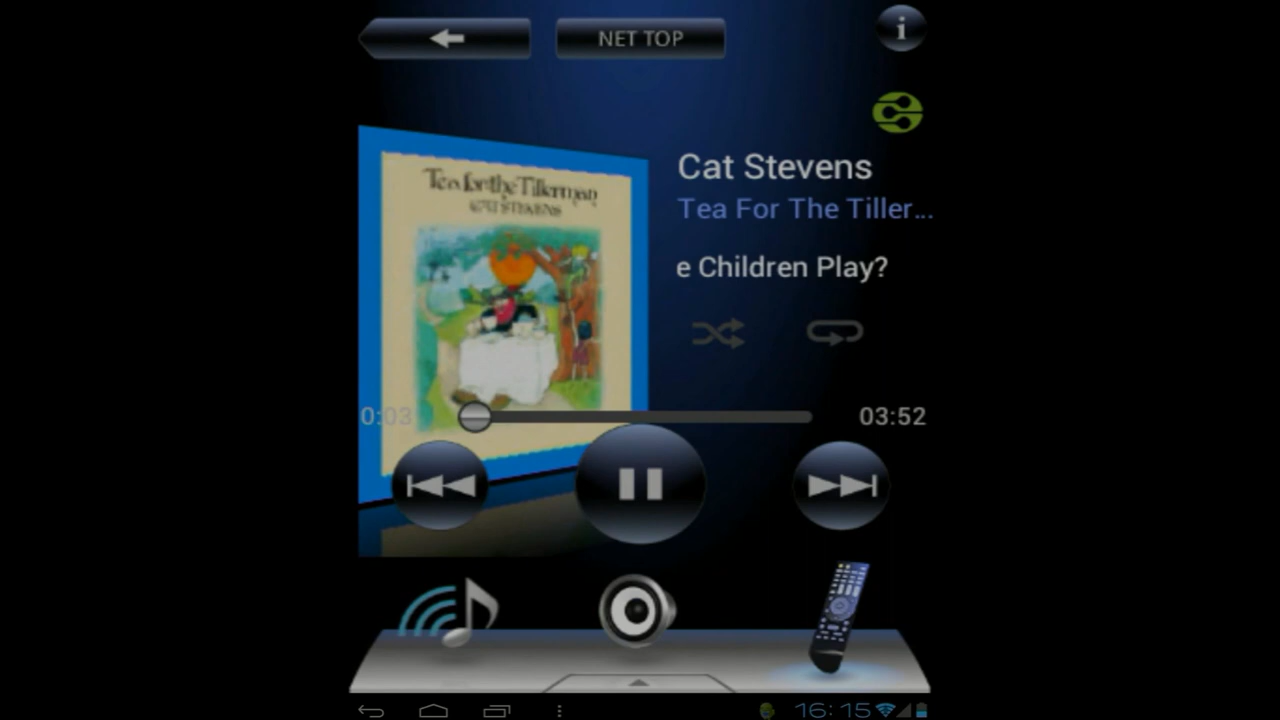 NET TOP
i
Cat Stevens
Tea For The Tiller...
Tea for the Tillerman
CAT STEVENS
e Children Play?
0:03
03:52
16:15